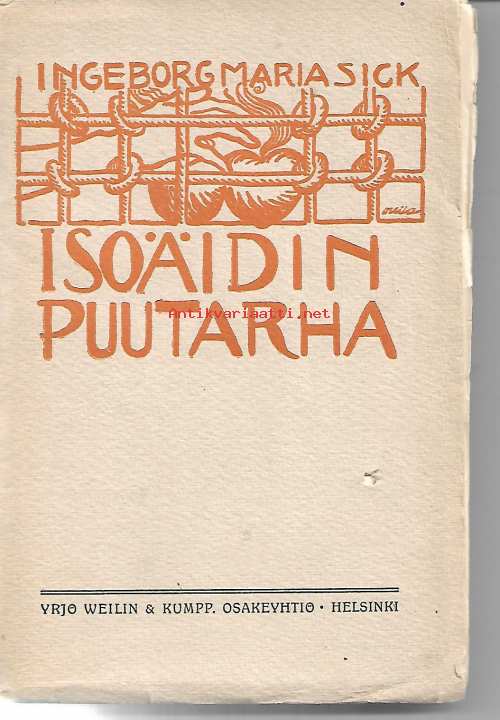 INGEBORG MARIA SICK
ISOÄIDIN
PUUTARHA
Antikvariaatti.net
YRJÖ WEILIN & KUMPP. OSAKEYHTIÖ · HELSINKI